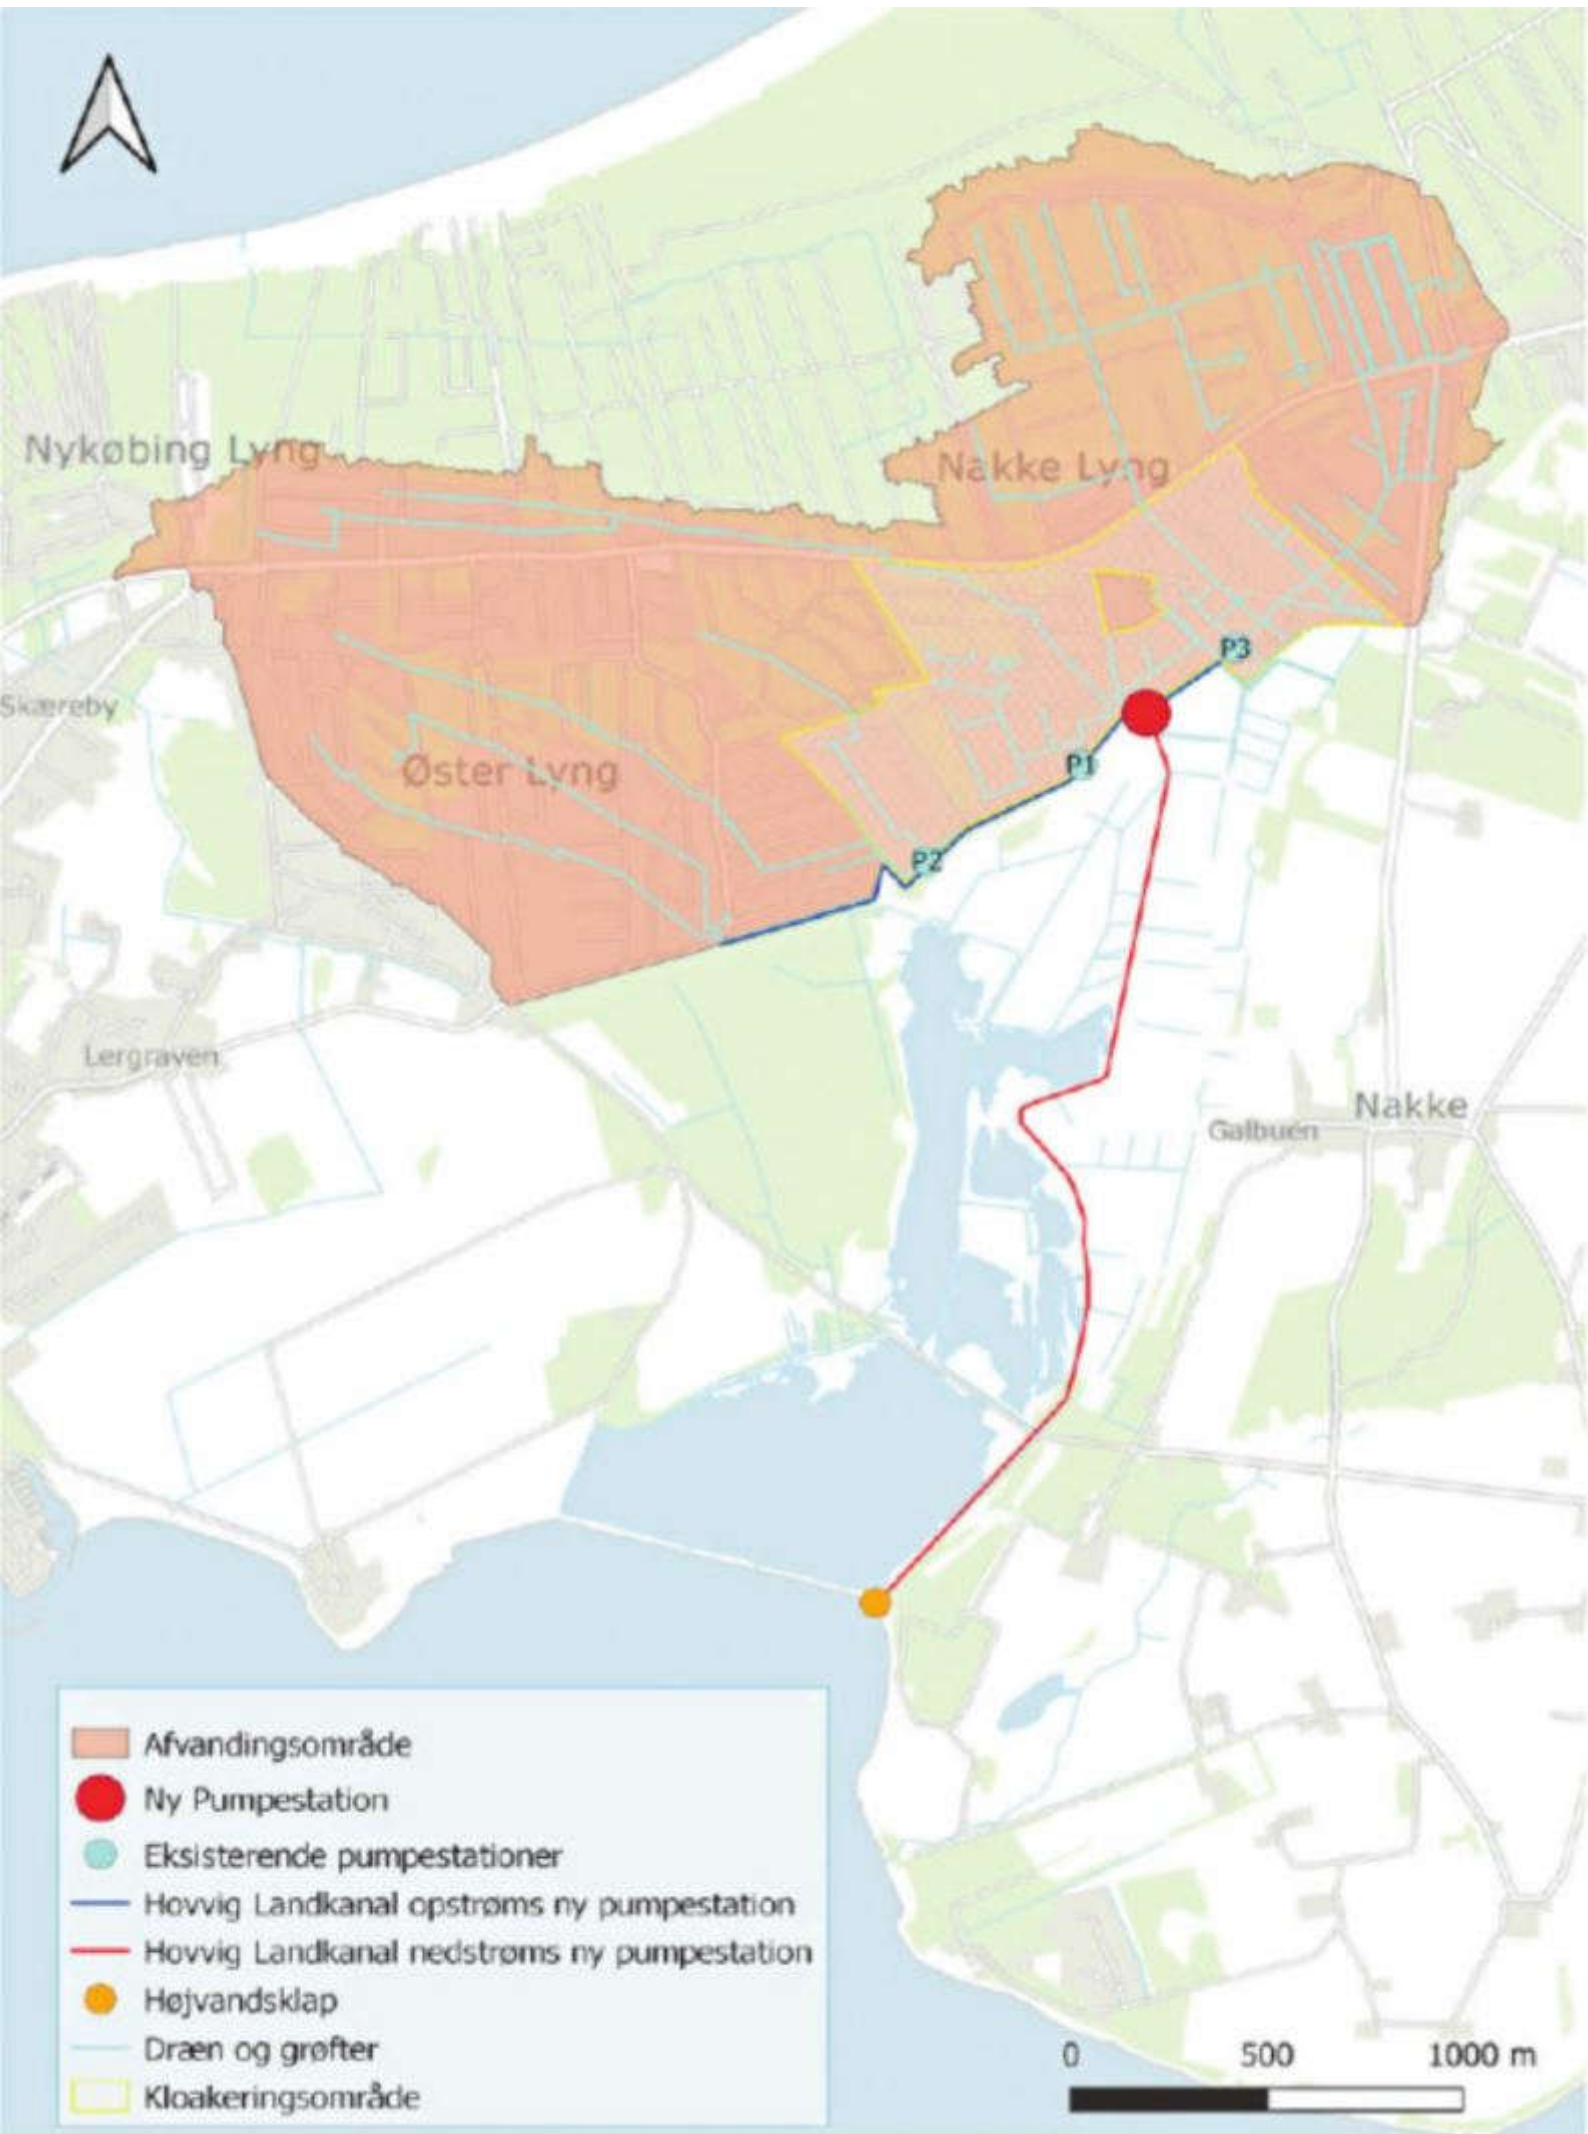 Nykøbing Lyng
Nakke Lyng
P3
Skæreby
Øster Lyng
P1
P2
Lergraven
Nakke
Galbuen
Afvandingsområde
Ny Pumpestation
Eksisterende pumpestationer
Hovvig Landkanal opstrøms ny pumpestation
Hovvig Landkanal nedstrøms ny pumpestation
Højvandsklap
Dræn og grøfter
Kloakeringsområde
0 500 1000 m